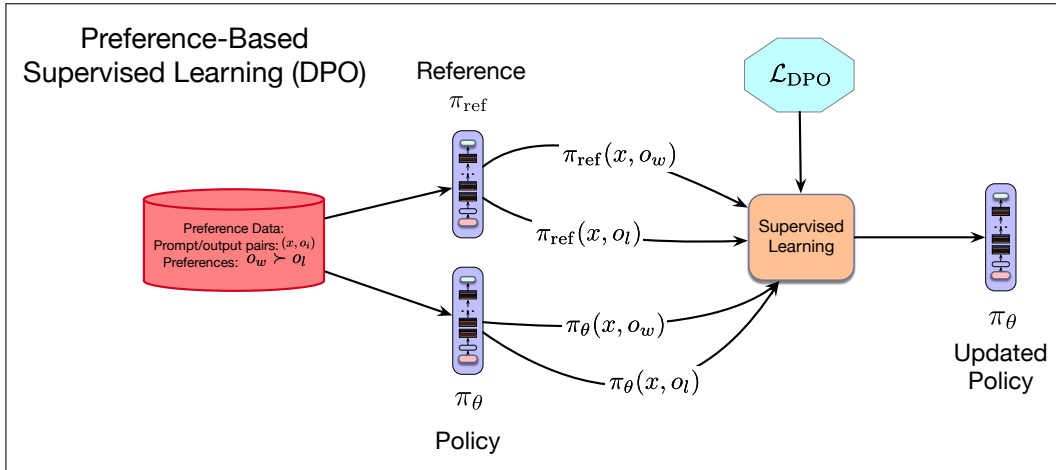 Preference-Based
Supervised Learning (DPO)
Reference
π_ref
ℒ_DPO
π_ref(x, o_w)
π_ref(x, o_l)
Preference Data:
Prompt/output pairs: (x, o_i)
Preferences: o_w ≻ o_l
Supervised
Learning
π_θ(x, o_w)
π_θ(x, o_l)
π_θ
Policy
π_θ
Updated
Policy